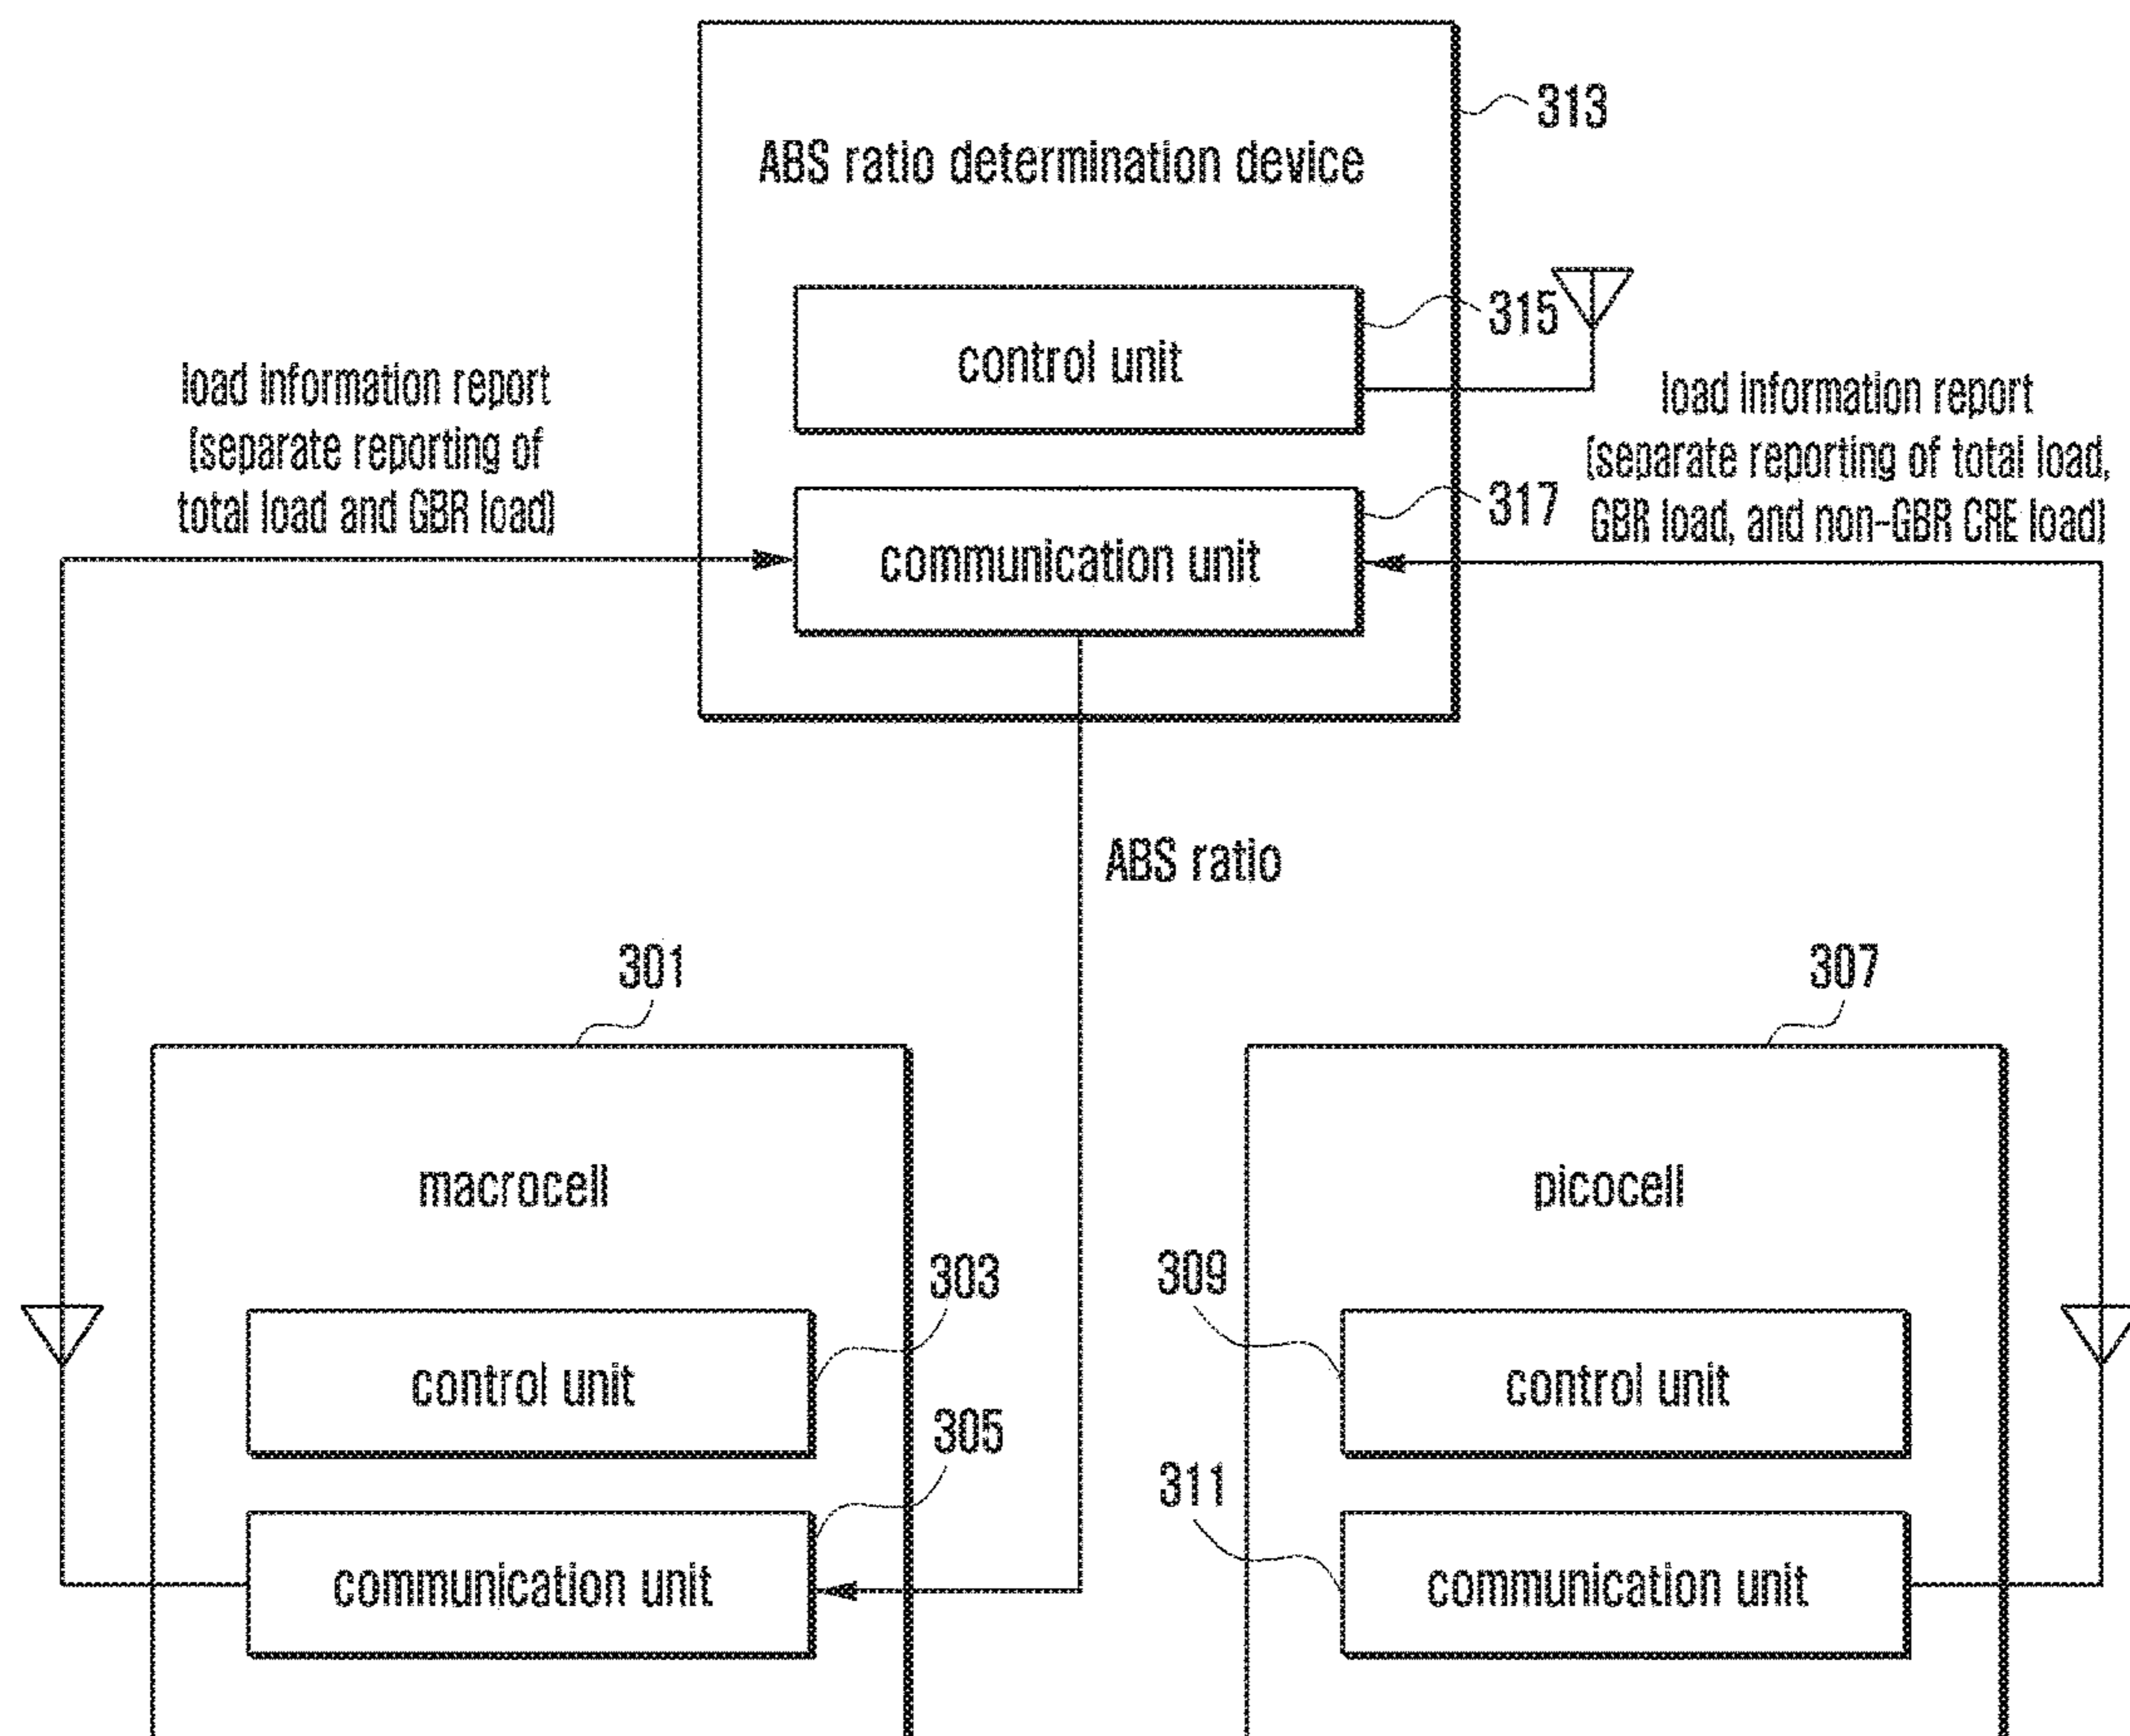 313
ABS ratio determination device
315
control unit
load information report
(separate reporting of
total load and GBR load)
load information report
(separate reporting of total load,
GBR load, and non-GBR CRE load)
317
communication unit
ABS ratio
301
307
macrocell
picocell
303
309
control unit
control unit
305
311
communication unit
communication unit